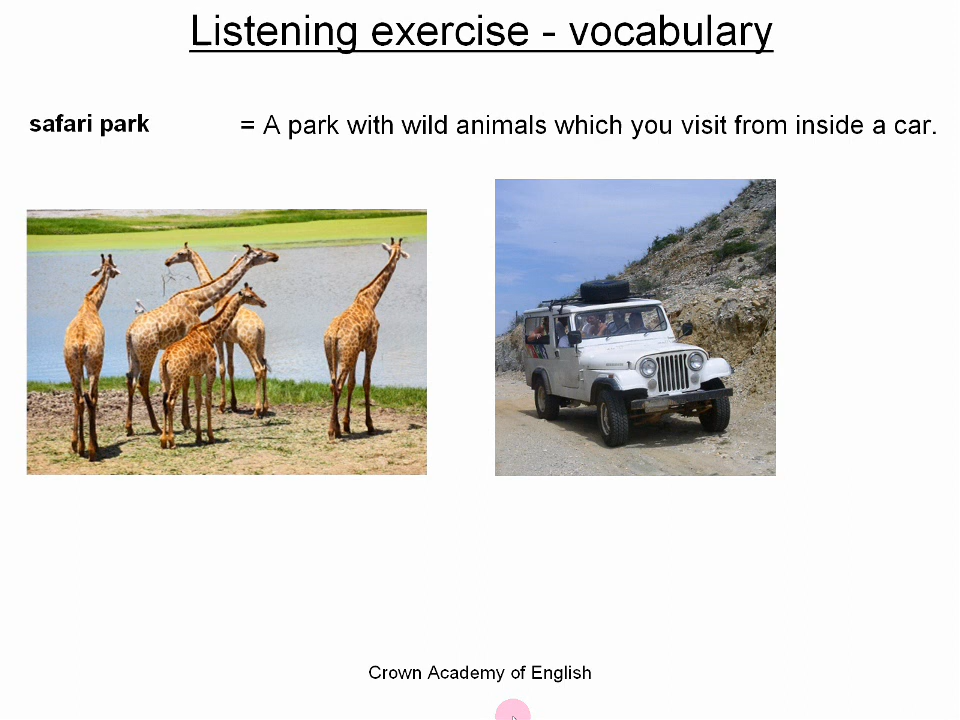 Listening exercise - vocabulary
safari park = A park with wild animals which you visit from inside a car.
Crown Academy of English